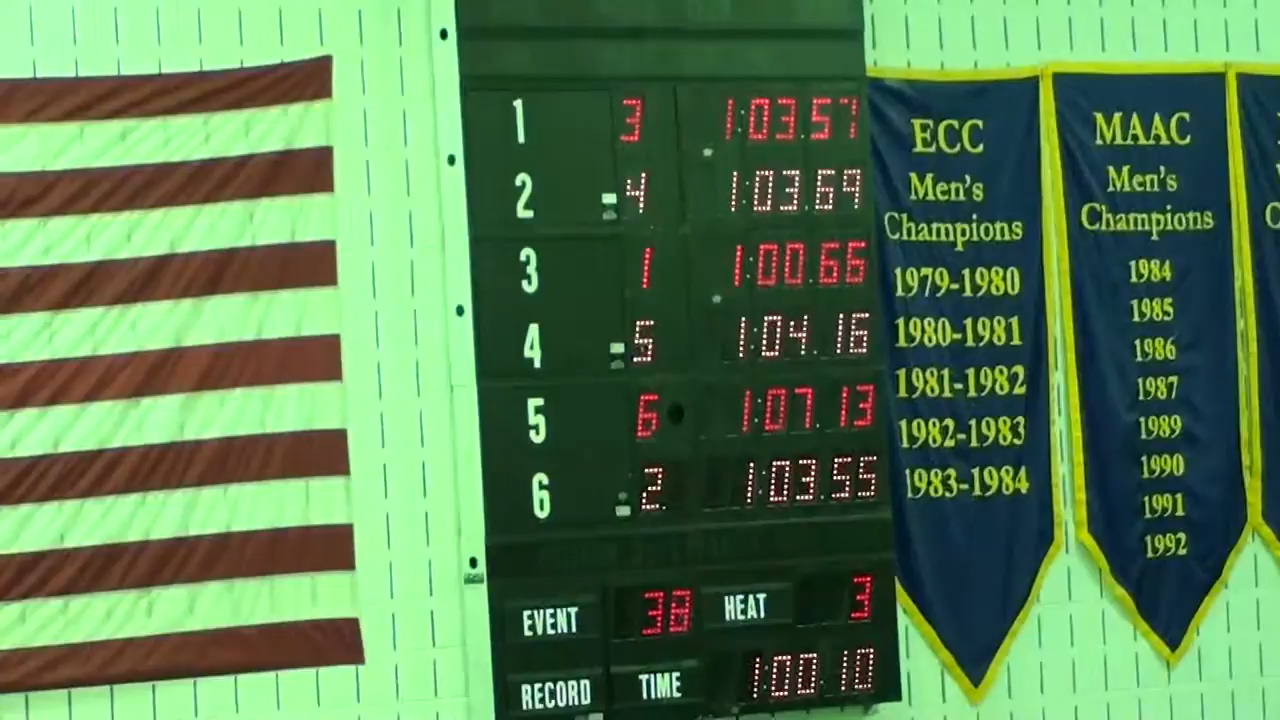 1 3 1:03.57
2 4 1:03.69
3 1 1:00.66
4 5 1:04.16
5 6 1:07.13
6 2 1:03.55
EVENT 38 HEAT 3
RECORD TIME 1:00.10
ECC
Men's
Champions
1979-1980
1980-1981
1981-1982
1982-1983
1983-1984
MAAC
Men's
Champions
1984
1985
1986
1987
1989
1990
1991
1992